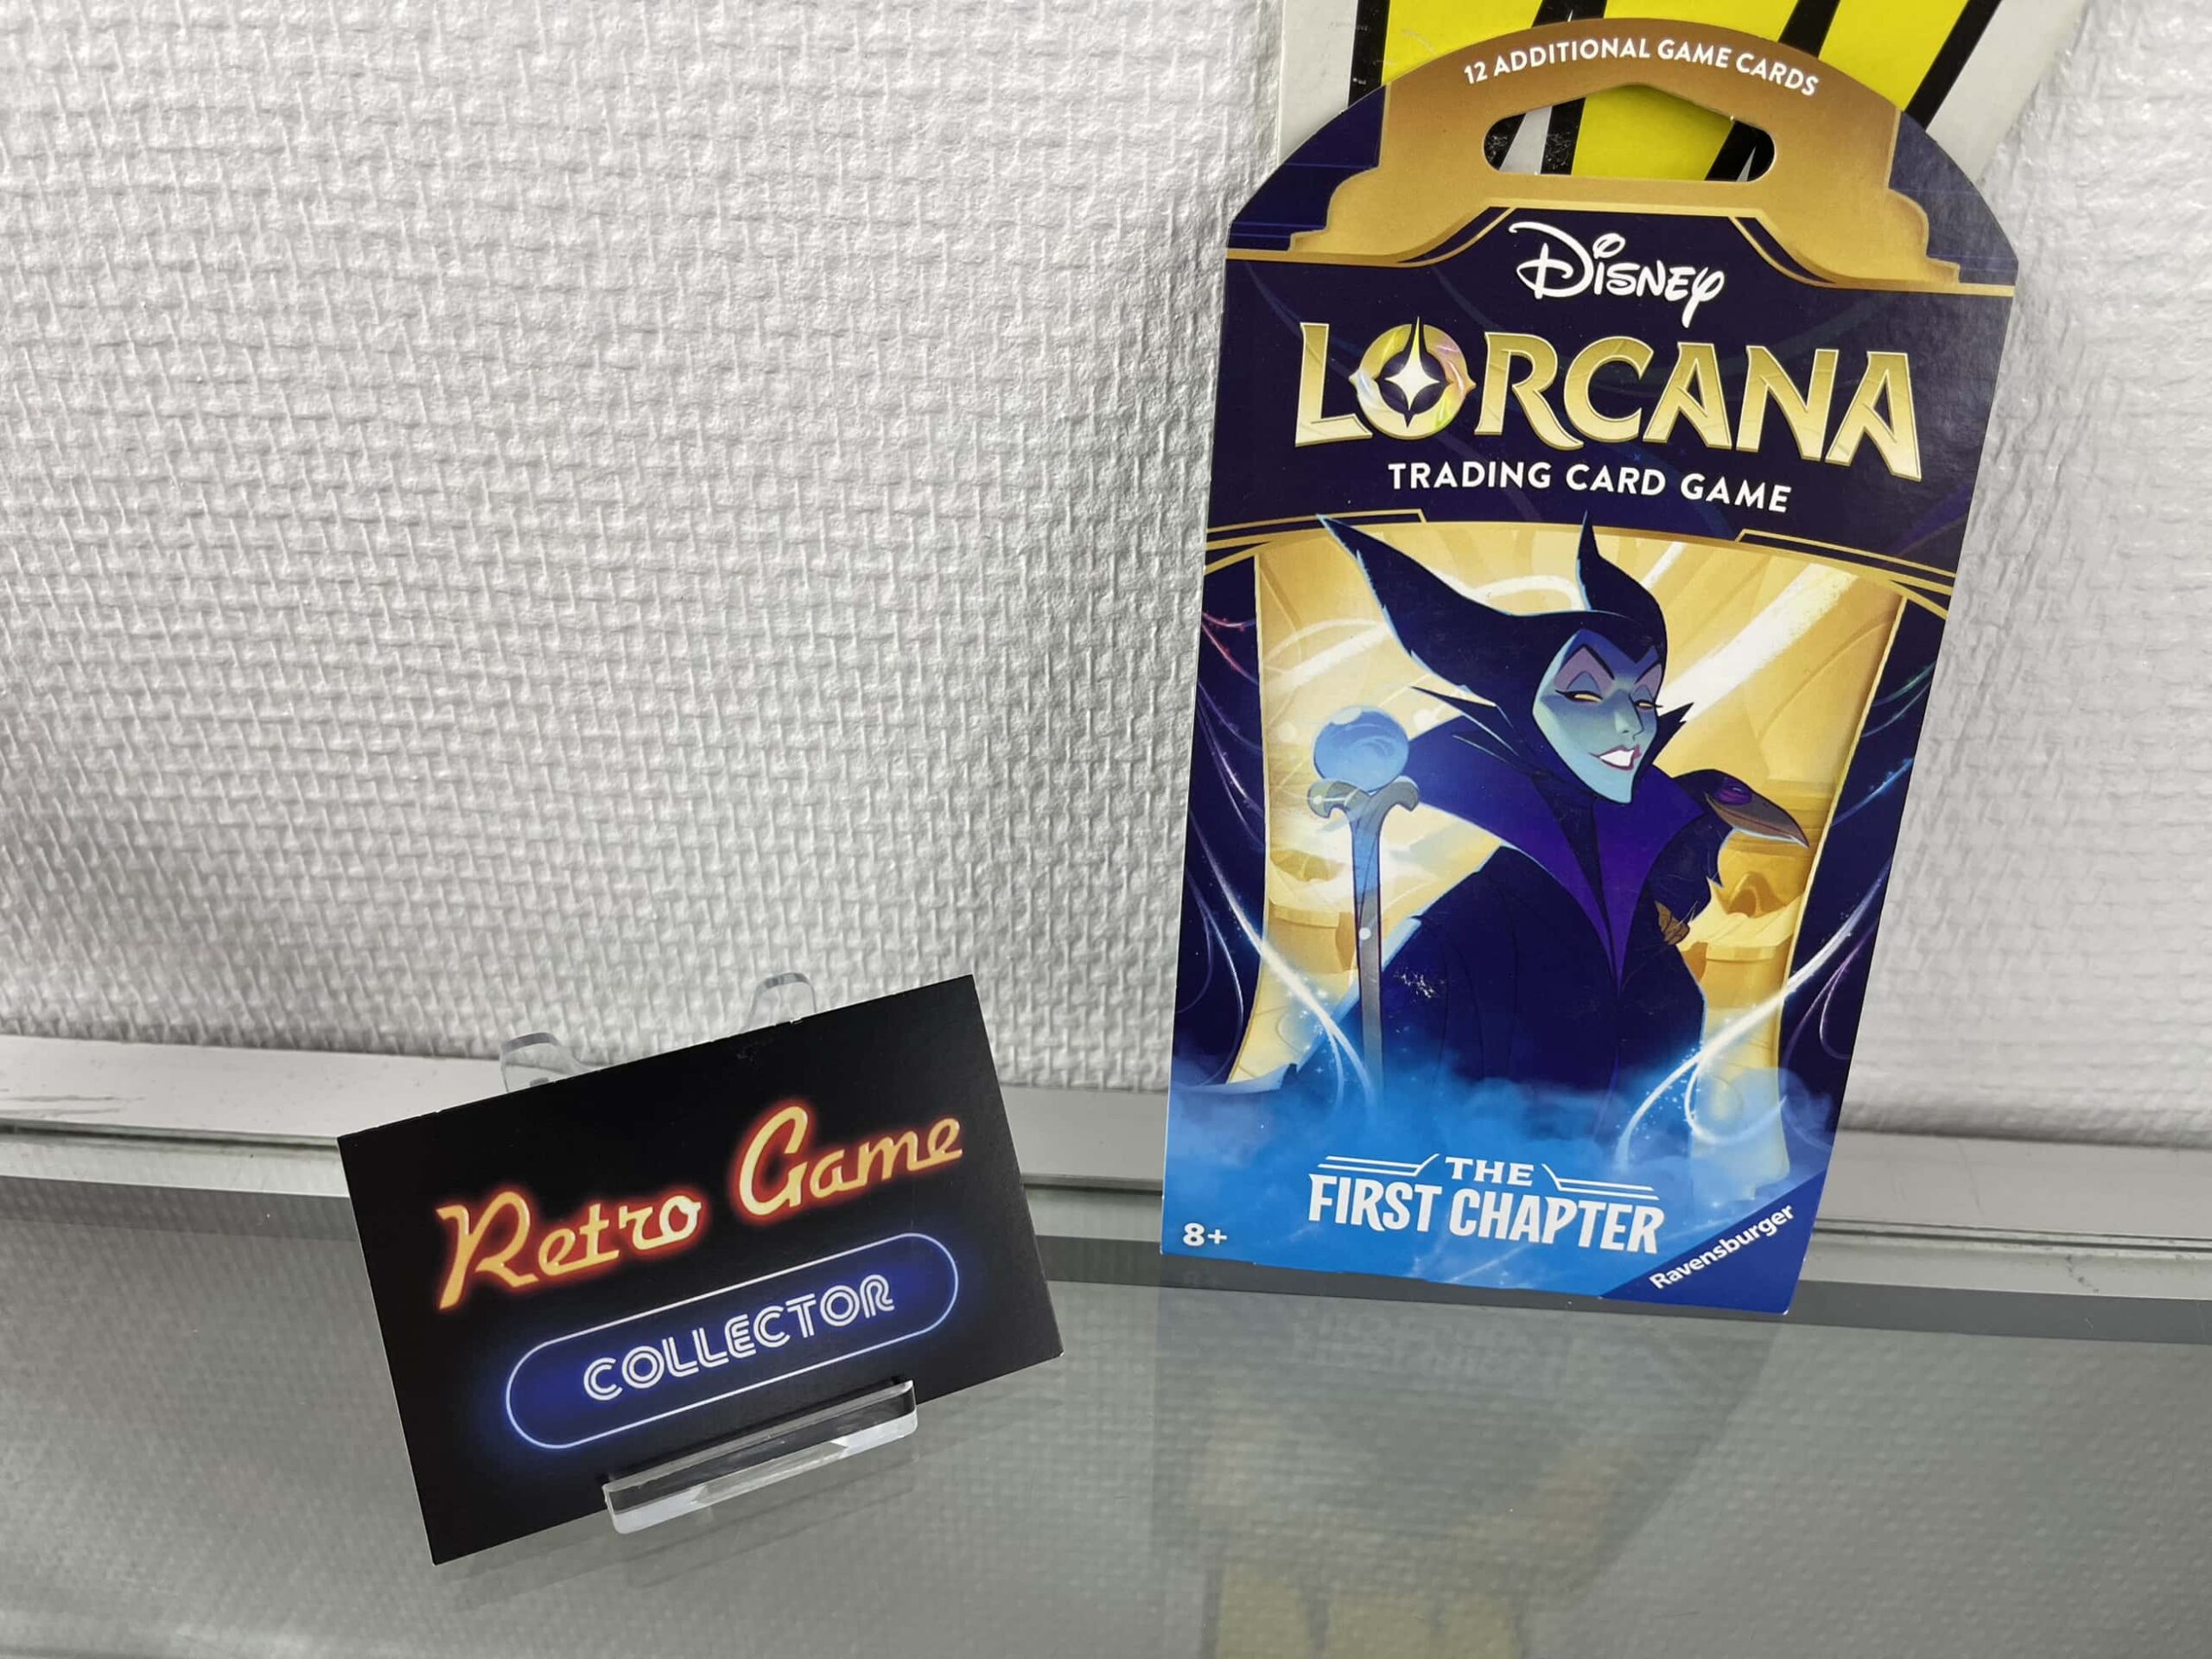 12 ADDITIONAL GAME CARDS
Disney
LORCANA
TRADING CARD GAME
THE
FIRST CHAPTER
8+
Ravensburger
Retro Game
COLLECTOR